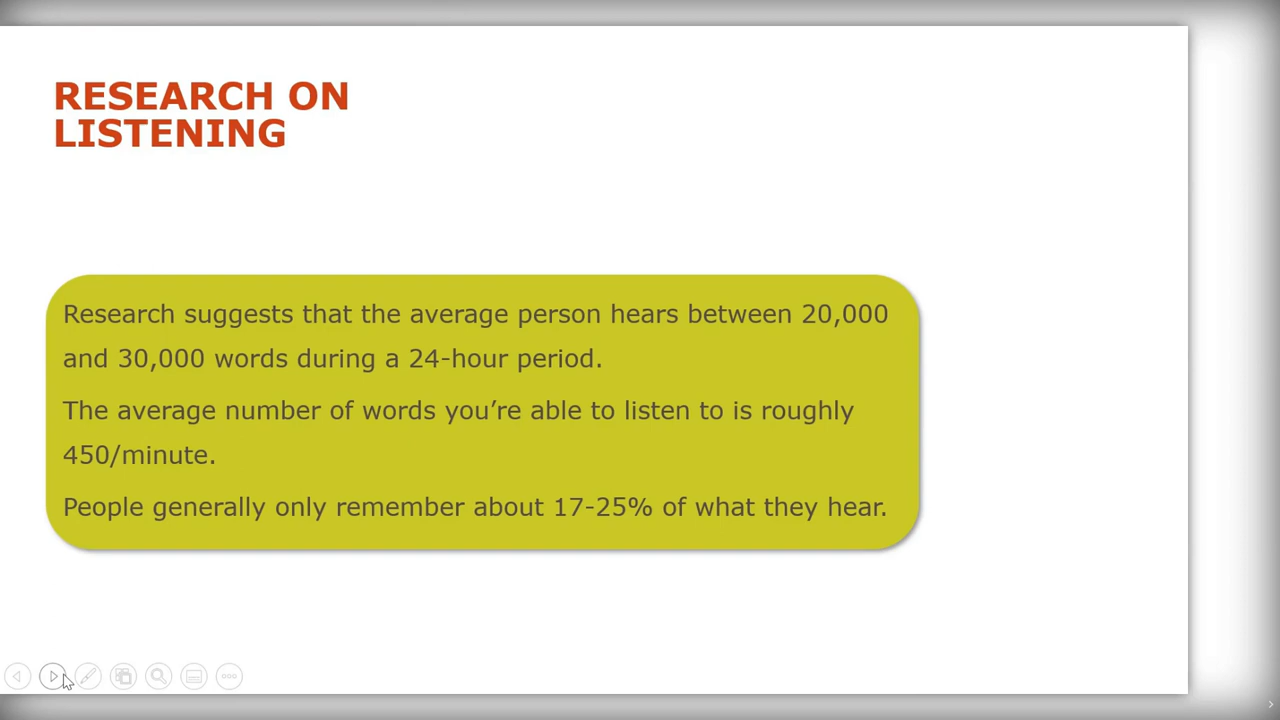 RESEARCH ON
LISTENING
Research suggests that the average person hears between 20,000
and 30,000 words during a 24-hour period.
The average number of words you’re able to listen to is roughly
450/minute.
People generally only remember about 17-25% of what they hear.